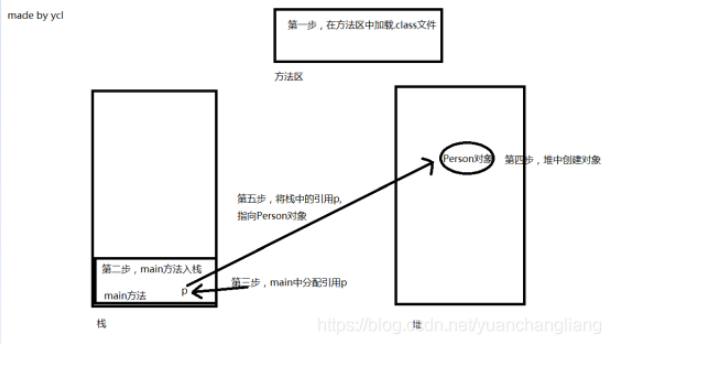 made by ycl
第一步，在方法区中加载.class文件
方法区
Person对象
第四步，堆中创建对象
第五步，将栈中的引用p,
指向Person对象
第二步，main方法入栈
p
第三步，main中分配引用p
main方法
栈
堆
https://blog.csdn.net/yuanchangliang